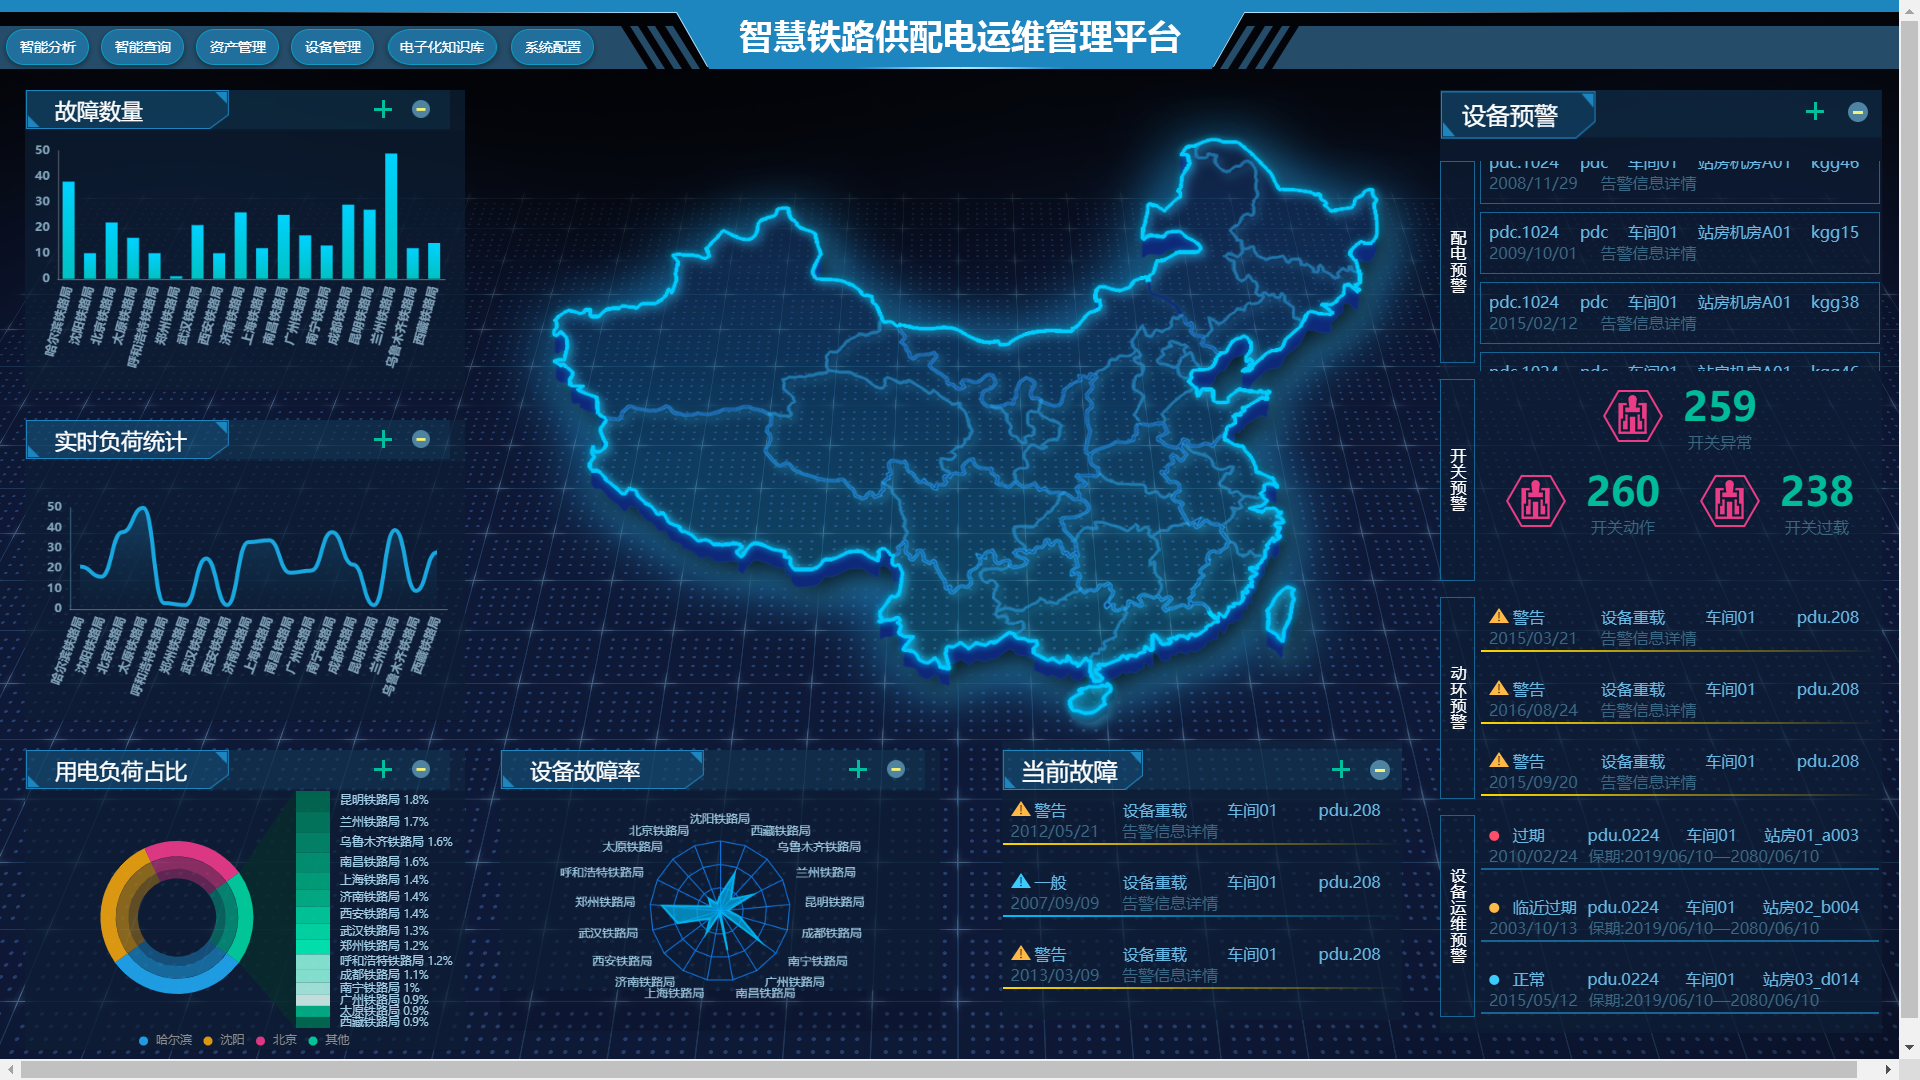 智慧铁路供配电运维管理平台
智能分析 智能查询 资产管理 设备管理 电子化知识库 系统配置
故障数量
50
40
30
20
10
0
哈尔滨铁路局 沈阳铁路局 北京铁路局 太原铁路局 呼和浩特铁路局 郑州铁路局 武汉铁路局 西安铁路局 济南铁路局 上海铁路局 南昌铁路局 广州铁路局 南宁铁路局 成都铁路局 昆明铁路局 兰州铁路局 乌鲁木齐铁路局 西藏铁路局
实时负荷统计
50
40
30
20
10
0
哈尔滨铁路局 沈阳铁路局 北京铁路局 太原铁路局 呼和浩特铁路局 郑州铁路局 武汉铁路局 西安铁路局 济南铁路局 上海铁路局 南昌铁路局 广州铁路局 南宁铁路局 成都铁路局 昆明铁路局 兰州铁路局 乌鲁木齐铁路局 西藏铁路局
用电负荷占比
昆明铁路局 1.8%
兰州铁路局 1.7%
乌鲁木齐铁路局 1.6%
南昌铁路局 1.6%
上海铁路局 1.4%
济南铁路局 1.4%
西安铁路局 1.4%
武汉铁路局 1.3%
郑州铁路局 1.2%
呼和浩特铁路局 1.2%
成都铁路局 1.1%
南宁铁路局 1%
广州铁路局 0.9%
太原铁路局 0.9%
西藏铁路局 0.9%
哈尔滨 沈阳 北京 其他
设备故障率
沈阳铁路局
北京铁路局 西藏铁路局
太原铁路局 乌鲁木齐铁路局
呼和浩特铁路局 兰州铁路局
郑州铁路局 昆明铁路局
武汉铁路局 成都铁路局
西安铁路局 南宁铁路局
济南铁路局 广州铁路局
上海铁路局 南昌铁路局
当前故障
警告 设备重载 车间01 pdu.208
2012/05/21 告警信息详情
一般 设备重载 车间01 pdu.208
2007/09/09 告警信息详情
警告 设备重载 车间01 pdu.208
2013/03/09 告警信息详情
设备预警
配电预警
pdc.1024 pdc 车间01 站房机房A01 kgg46
2008/11/29 告警信息详情
pdc.1024 pdc 车间01 站房机房A01 kgg15
2009/10/01 告警信息详情
pdc.1024 pdc 车间01 站房机房A01 kgg38
2015/02/12 告警信息详情
pdc.1024 pdc 车间01 站房机房A01 kgg46
开关预警
259
开关异常
260 238
开关动作 开关过载
动环预警
警告 设备重载 车间01 pdu.208
2015/03/21 告警信息详情
警告 设备重载 车间01 pdu.208
2016/08/24 告警信息详情
警告 设备重载 车间01 pdu.208
2015/09/20 告警信息详情
设备运维预警
过期 pdu.0224 车间01 站房01_a003
2010/02/24 保期:2019/06/10—2080/06/10
临近过期 pdu.0224 车间01 站房02_b004
2003/10/13 保期:2019/06/10—2080/06/10
正常 pdu.0224 车间01 站房03_d014
2015/05/12 保期:2019/06/10—2080/06/10